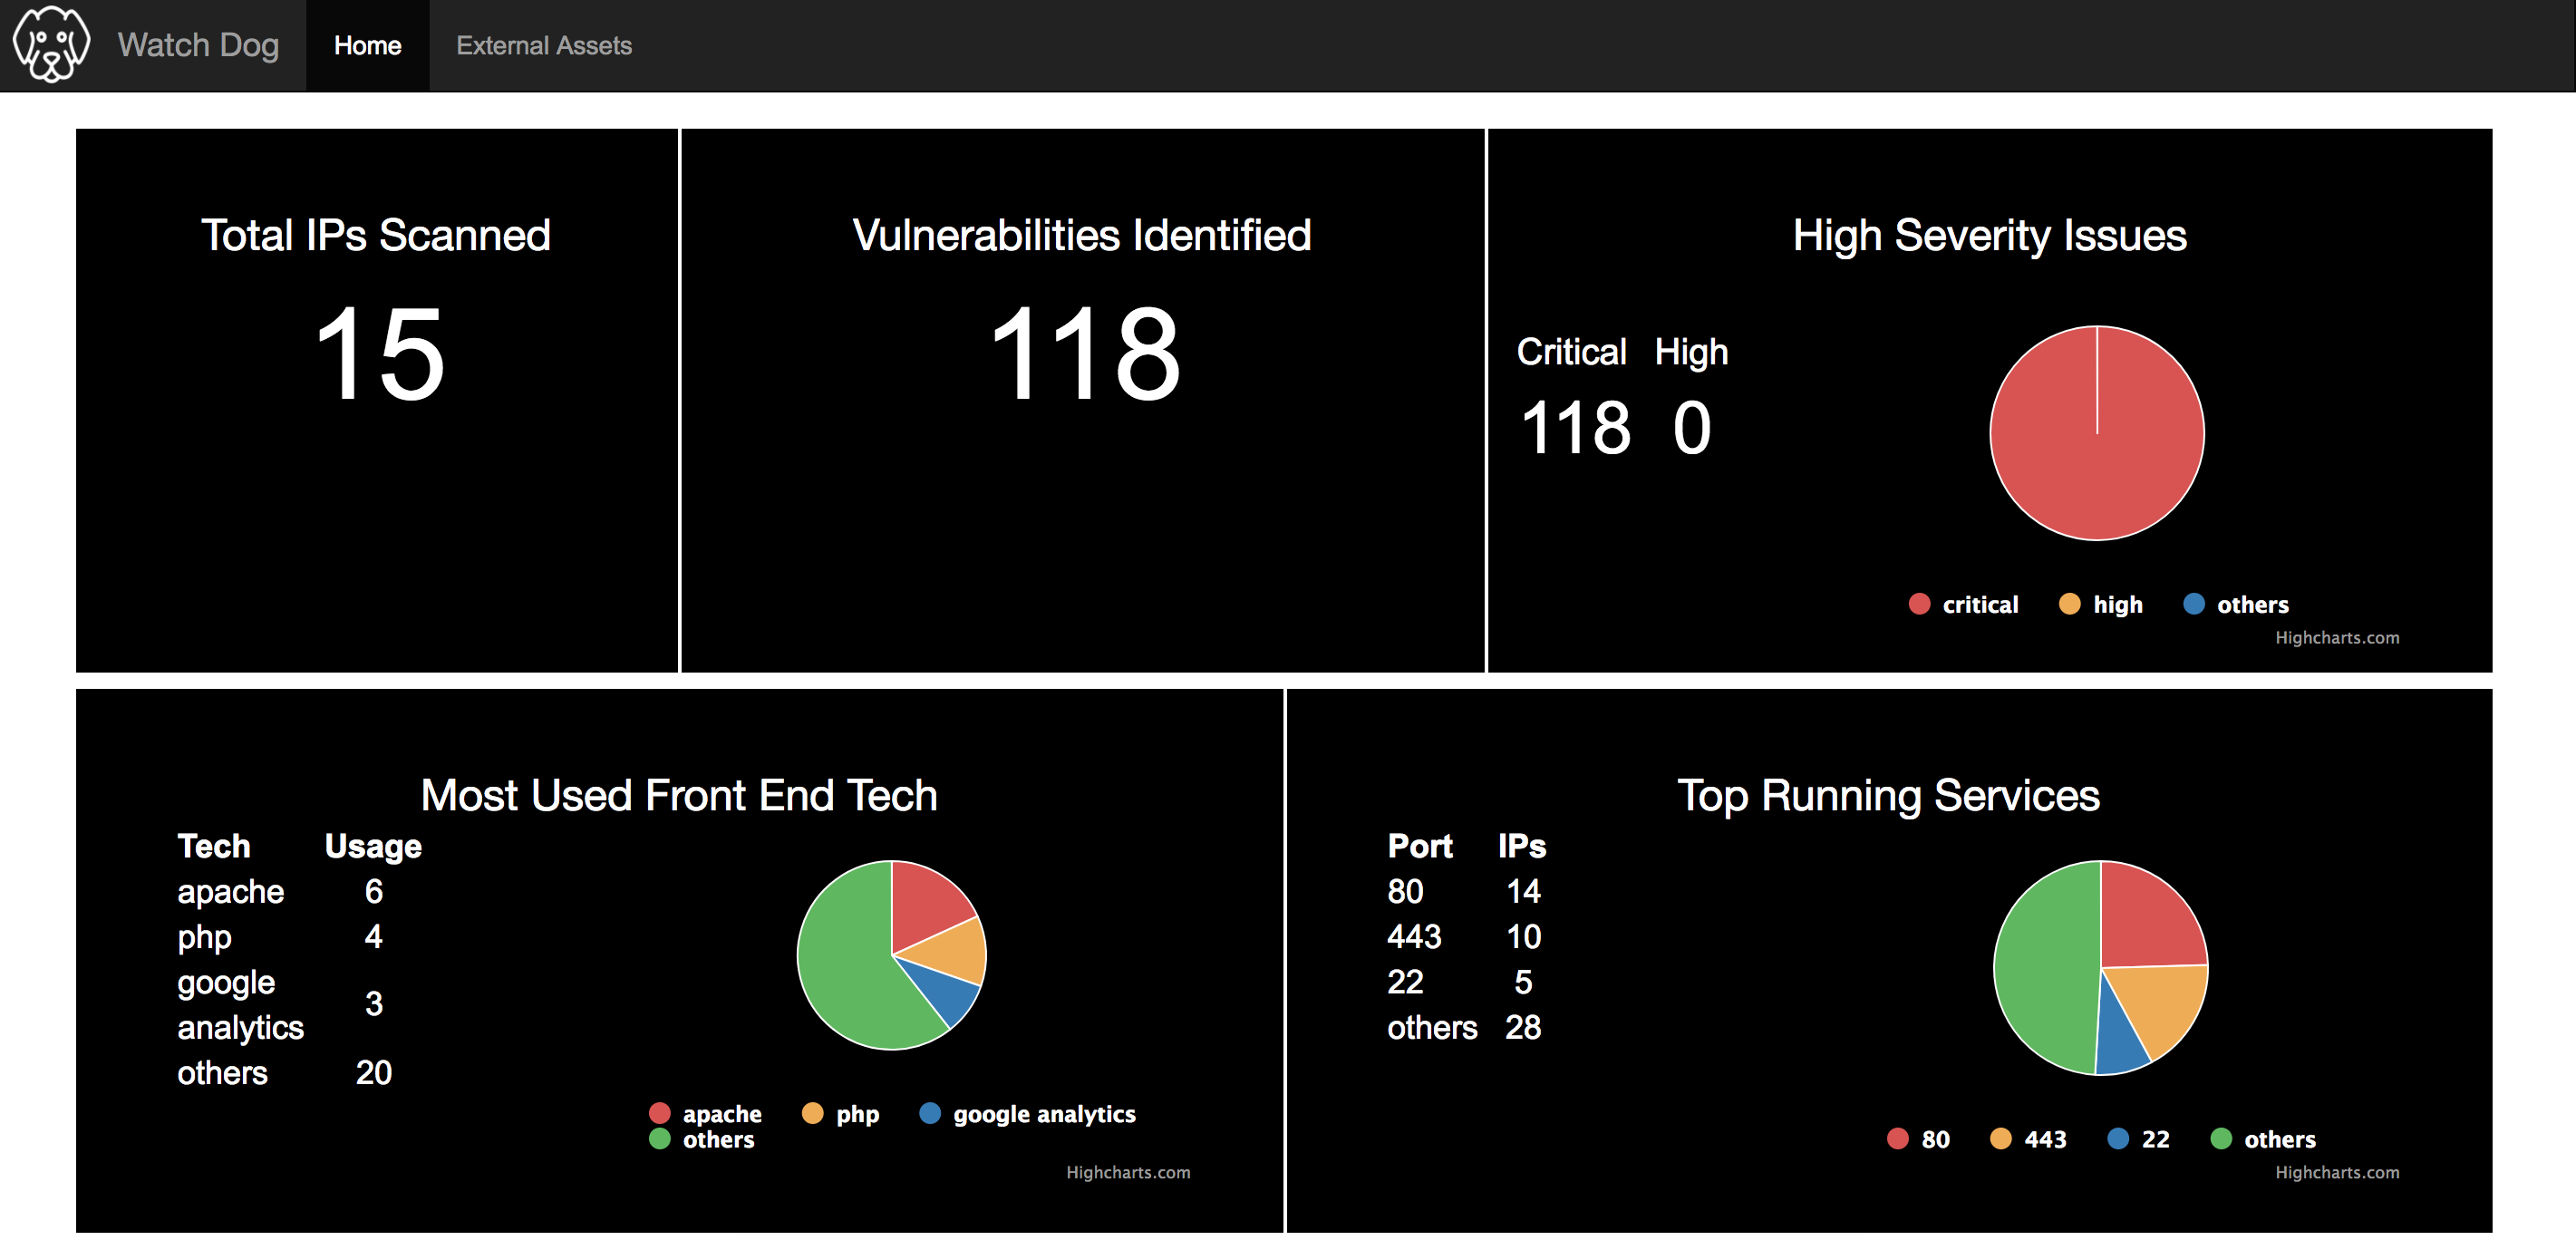 Watch Dog Home External Assets
Total IPs Scanned
15
Vulnerabilities Identified
118
High Severity Issues
Critical High
118 0
critical high others
Highcharts.com
Most Used Front End Tech
Tech Usage
apache 6
php 4
google
analytics 3
others 20
apache php google analytics
others
Highcharts.com
Top Running Services
Port IPs
80 14
443 10
22 5
others 28
80 443 22 others
Highcharts.com